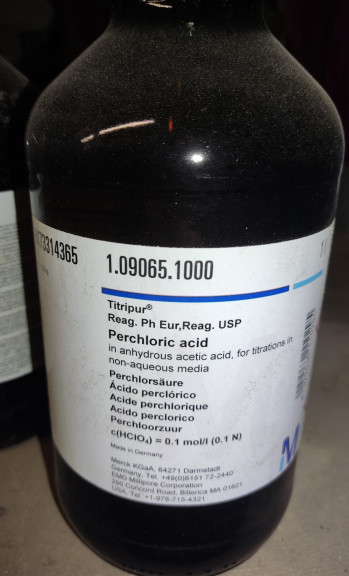 73314365
1.09065.1000
Titripur®
Reag. Ph Eur,Reag. USP
Perchloric acid
in anhydrous acetic acid, for titrations in
non-aqueous media
Perchlorsäure
Ácido perclórico
Acide perchlorique
Acido perclorico
Perchloorzuur
c(HClO₄) = 0.1 mol/l (0.1 N)
Made in Germany
Merck KGaA, 64271 Darmstadt
Germany, Tel. +49(0)6151 72-2440
EMD Millipore Corporation
290 Concord Road, Billerica MA 01821
USA, Tel. +1-978-715-4321
M